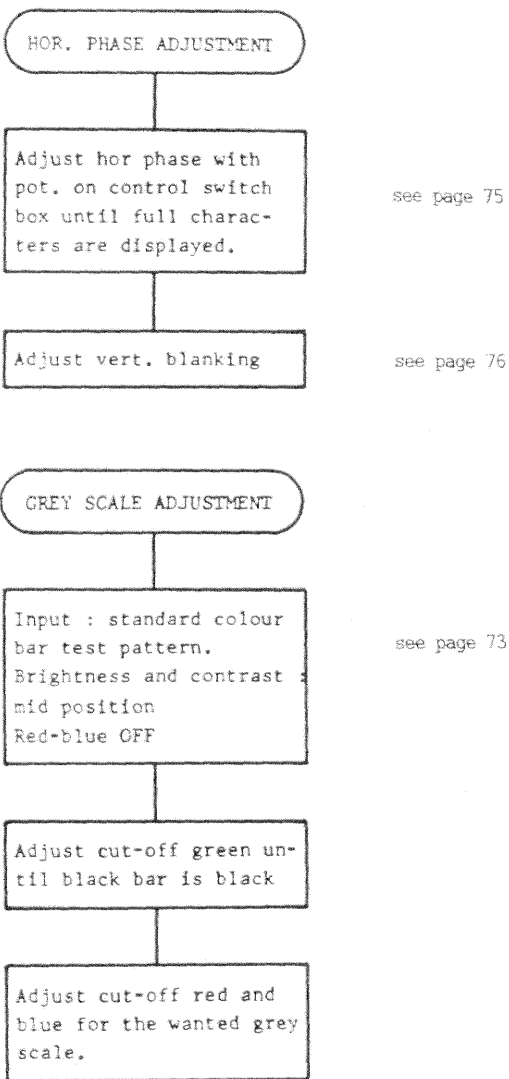 HOR. PHASE ADJUSTMENT
Adjust hor phase with
pot. on control switch
box until full charac-
ters are displayed.
see page 75
Adjust vert. blanking
see page 76
GREY SCALE ADJUSTMENT
Input : standard colour
bar test pattern.
Brightness and contrast :
mid position
Red-blue OFF
see page 73
Adjust cut-off green un-
til black bar is black
Adjust cut-off red and
blue for the wanted grey
scale.